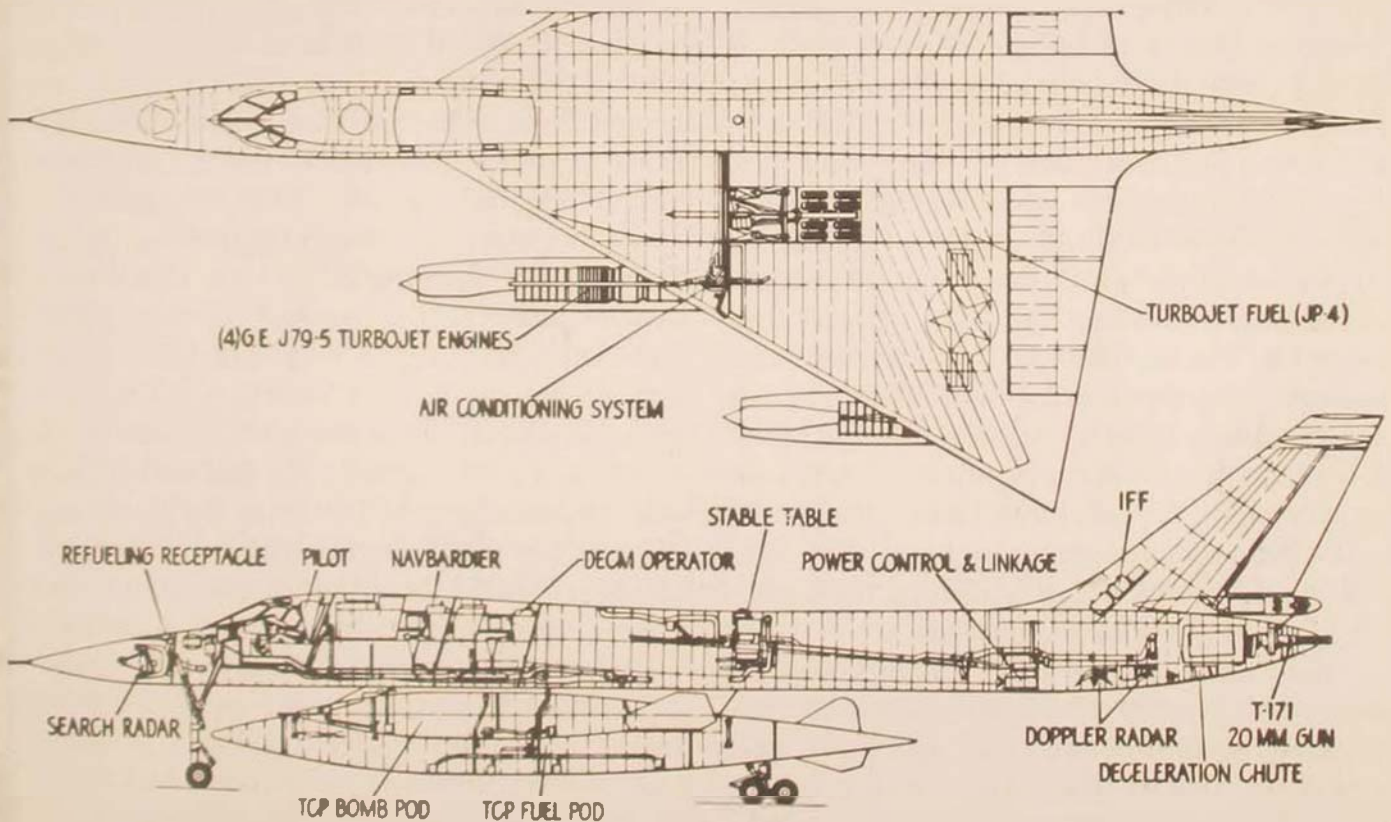 (4)G.E. J79-5 TURBOJET ENGINES
TURBOJET FUEL (JP-4)
AIR CONDITIONING SYSTEM
STABLE TABLE
IFF
REFUELING RECEPTACLE
PILOT
NAVBARDIER
DECM OPERATOR
POWER CONTROL & LINKAGE
SEARCH RADAR
T-171
20 MM. GUN
DOPPLER RADAR
DECELERATION CHUTE
TCP BOMB POD
TCP FUEL POD